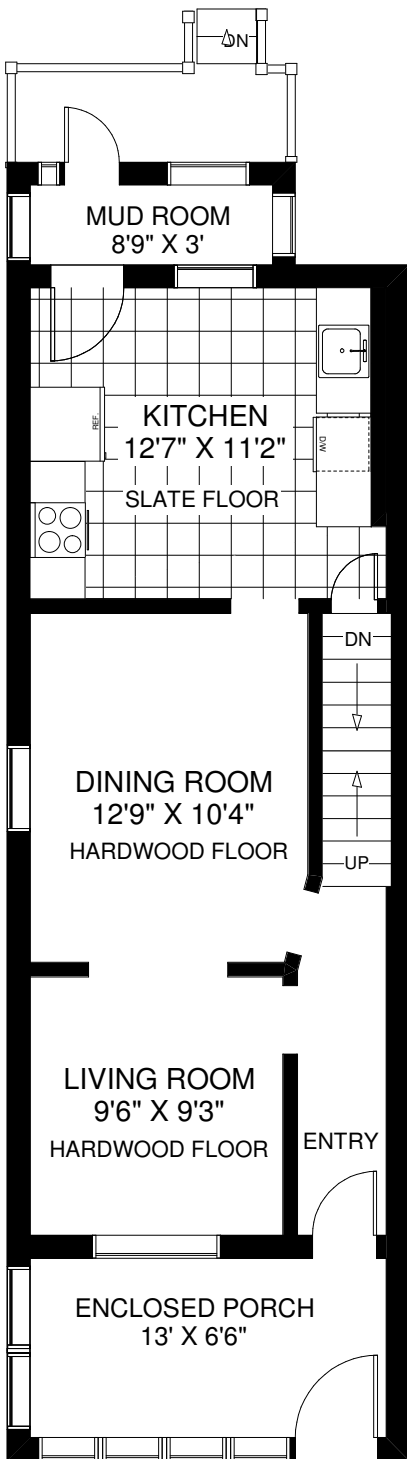 DN
MUD ROOM
8'9" X 3'
REF.
KITCHEN
12'7" X 11'2"
D/W
SLATE FLOOR
DN
DINING ROOM
12'9" X 10'4"
HARDWOOD FLOOR
UP
LIVING ROOM
9'6" X 9'3"
HARDWOOD FLOOR
ENTRY
ENCLOSED PORCH
13' X 6'6"